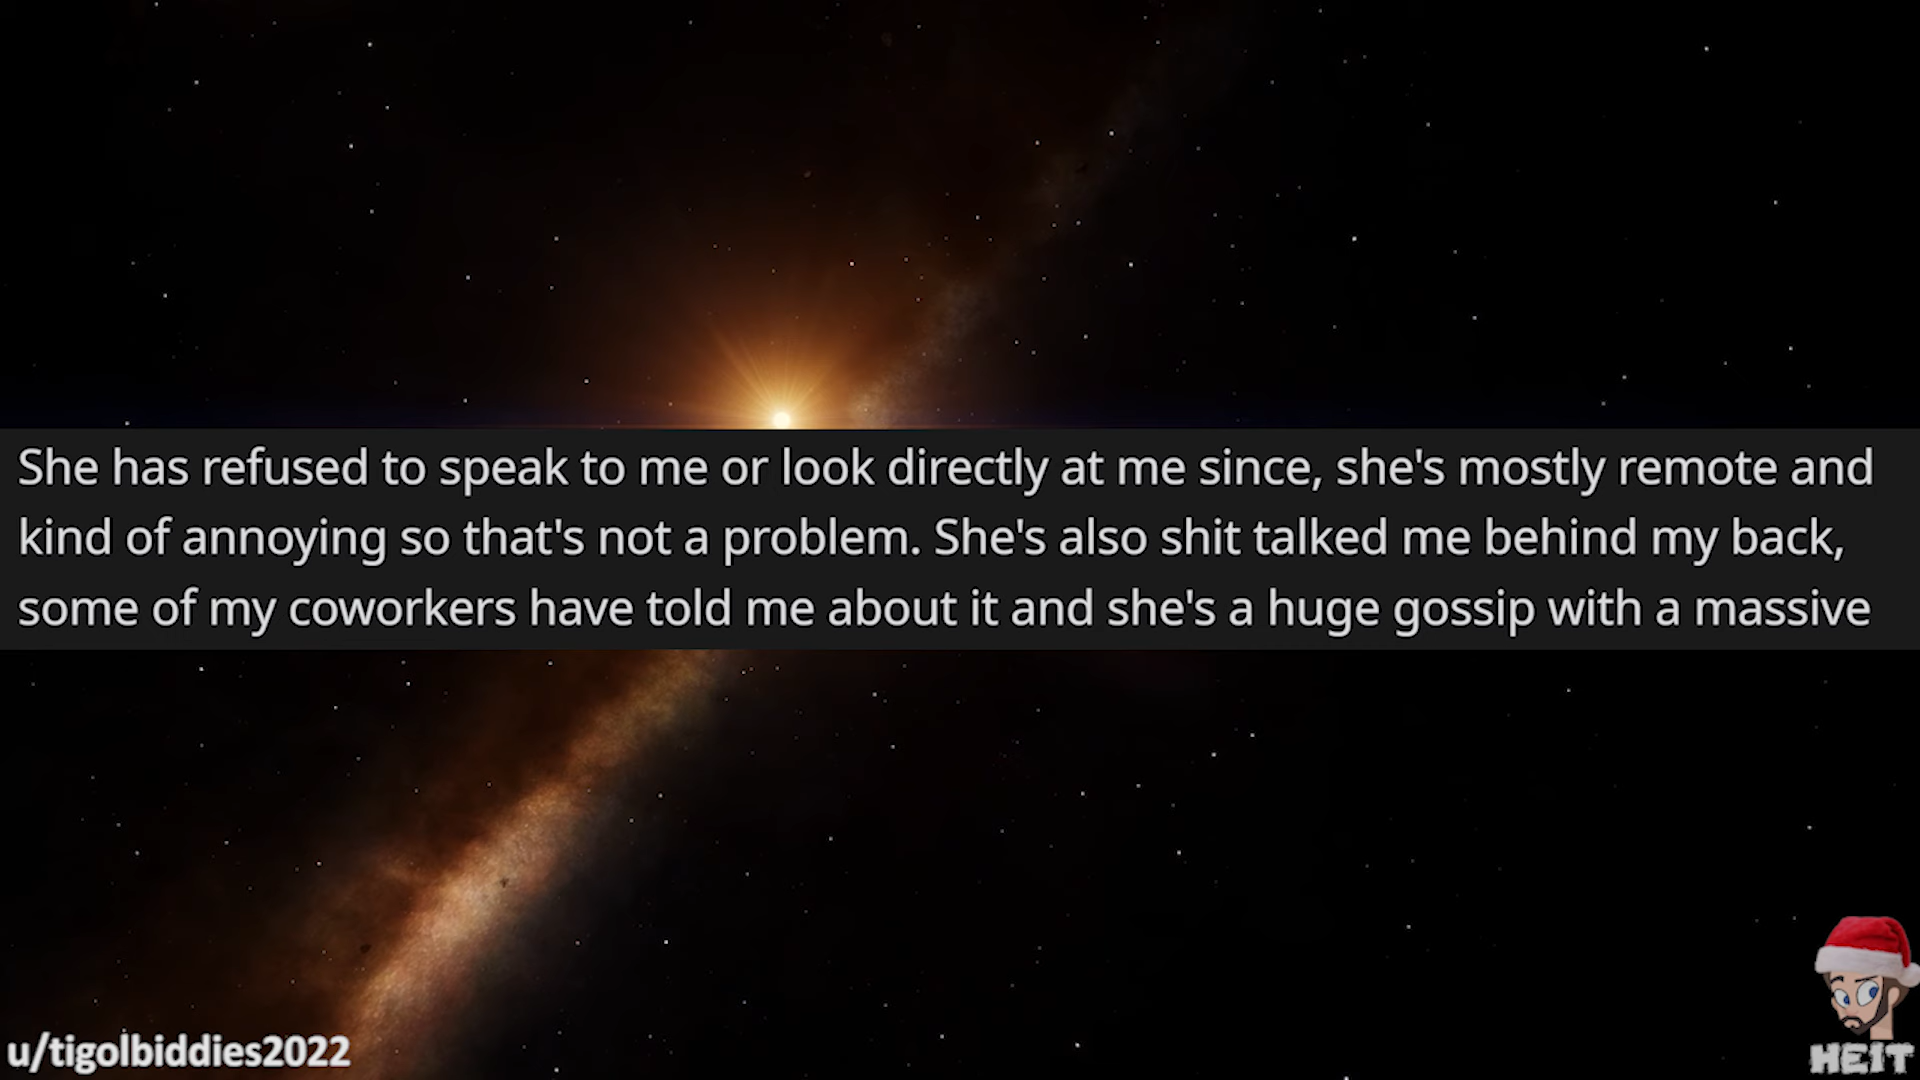 She has refused to speak to me or look directly at me since, she's mostly remote and
kind of annoying so that's not a problem. She's also shit talked me behind my back,
some of my coworkers have told me about it and she's a huge gossip with a massive
u/tigolbiddies2022
HEIT